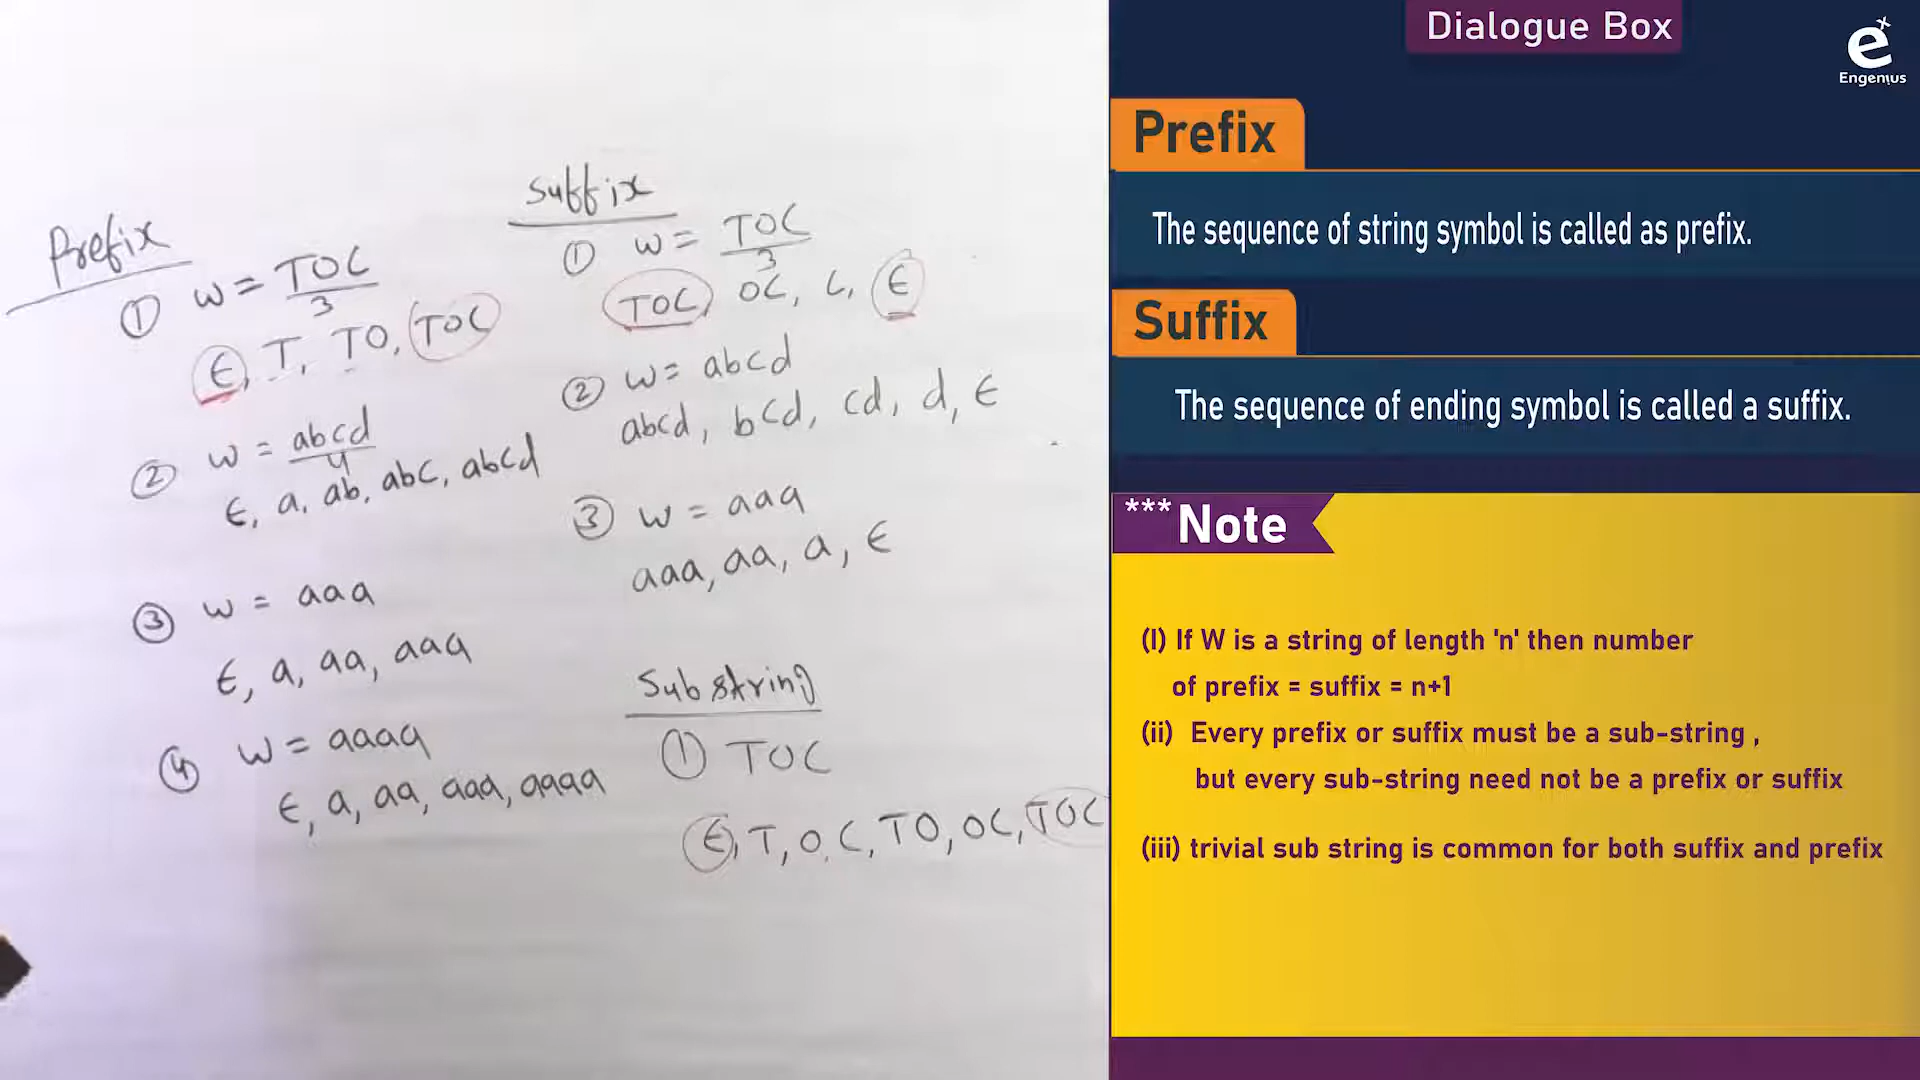 Prefix
① W = TOC
3
ϵ, T, TO, TOC
② W = abcd
4
ϵ, a, ab, abc, abcd
③ W = aaa
ϵ, a, aa, aaa
④ W = aaaa
ϵ, a, aa, aaa, aaaa
Suffix
① W = TOC
3
TOC, OC, C, ϵ
② W = abcd
abcd, bcd, cd, d, ϵ
③ W = aaa
aaa, aa, a, ϵ
Substring
① TOC
ϵ, T, O, C, TO, OC, TOC
Dialogue Box
ex
Engenius
Prefix
The sequence of string symbol is called as prefix.
Suffix
The sequence of ending symbol is called a suffix.
***Note
(I) If W is a string of length 'n' then number
of prefix = suffix = n+1
(ii) Every prefix or suffix must be a sub-string ,
but every sub-string need not be a prefix or suffix
(iii) trivial sub string is common for both suffix and prefix